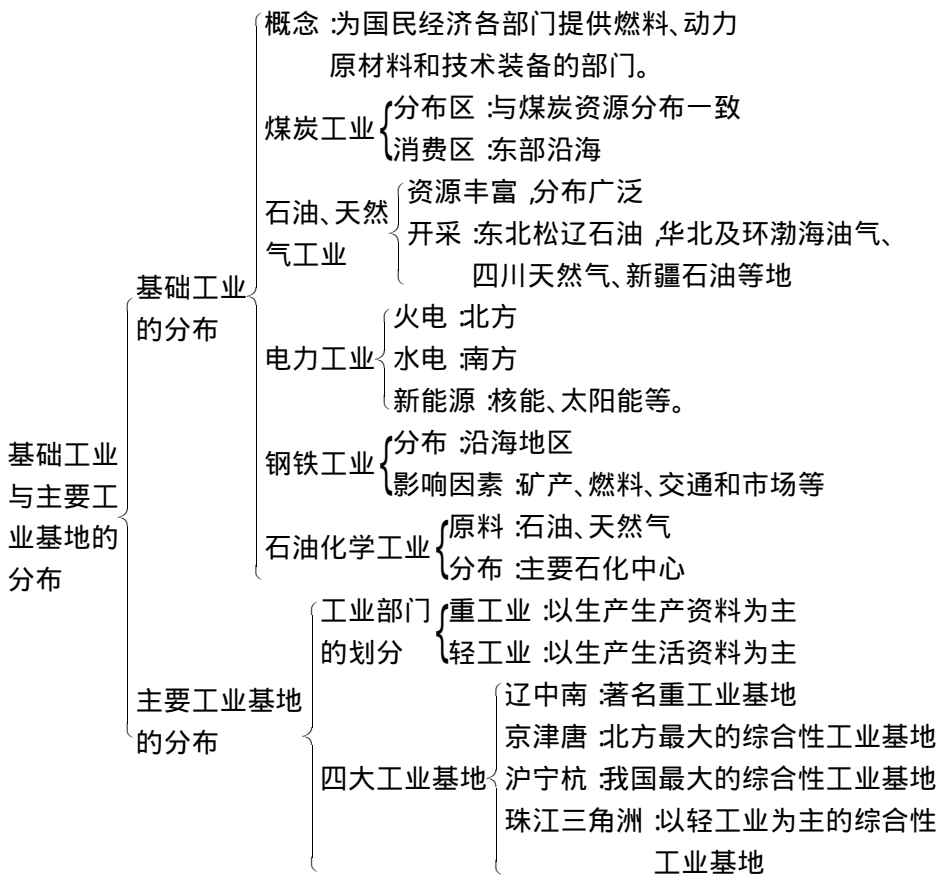 概念:为国民经济各部门提供燃料、动力
原材料和技术装备的部门。
煤炭工业
分布区:与煤炭资源分布一致
消费区:东部沿海
石油、天然
气工业
资源丰富,分布广泛
开采:东北松辽石油,华北及环渤海油气、
四川天然气、新疆石油等地
基础工业
的分布
电力工业
火电:北方
水电:南方
新能源:核能、太阳能等。
钢铁工业
分布:沿海地区
影响因素:矿产、燃料、交通和市场等
基础工业
与主要工
业基地的
分布
石油化学工业
原料:石油、天然气
分布:主要石化中心
工业部门
的划分
重工业:以生产生产资料为主
轻工业:以生产生活资料为主
主要工业基地
的分布
四大工业基地
辽中南:著名重工业基地
京津唐:北方最大的综合性工业基地
沪宁杭:我国最大的综合性工业基地
珠江三角洲:以轻工业为主的综合性
工业基地